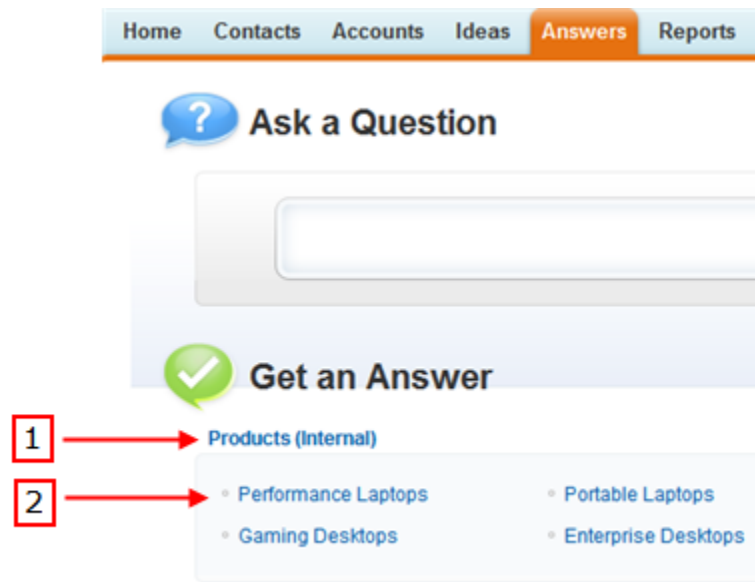 Home Contacts Accounts Ideas Answers Reports
? Ask a Question
Get an Answer
1 Products (Internal)
2 Performance Laptops Portable Laptops
Gaming Desktops Enterprise Desktops